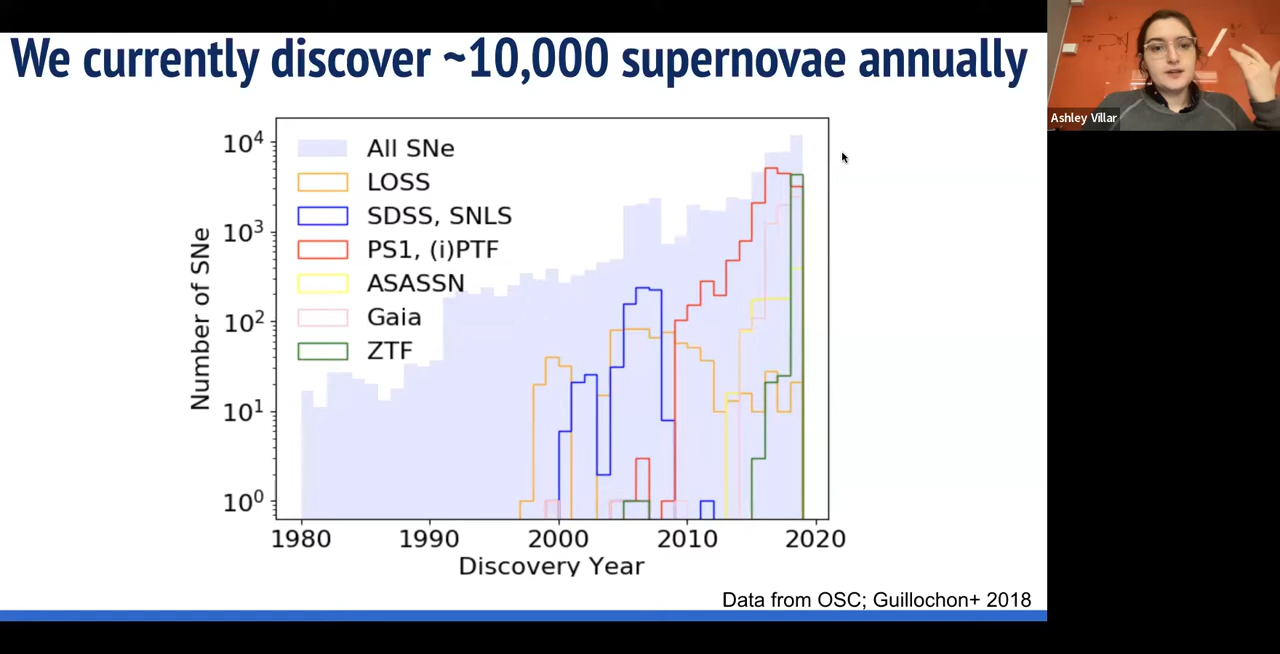 We currently discover ~10,000 supernovae annually
Ashley Villar
10⁴
10³
10²
10¹
10⁰
Number of SNe
All SNe
LOSS
SDSS, SNLS
PS1, (i)PTF
ASASSN
Gaia
ZTF
1980 1990 2000 2010 2020
Discovery Year
Data from OSC; Guillochon+ 2018